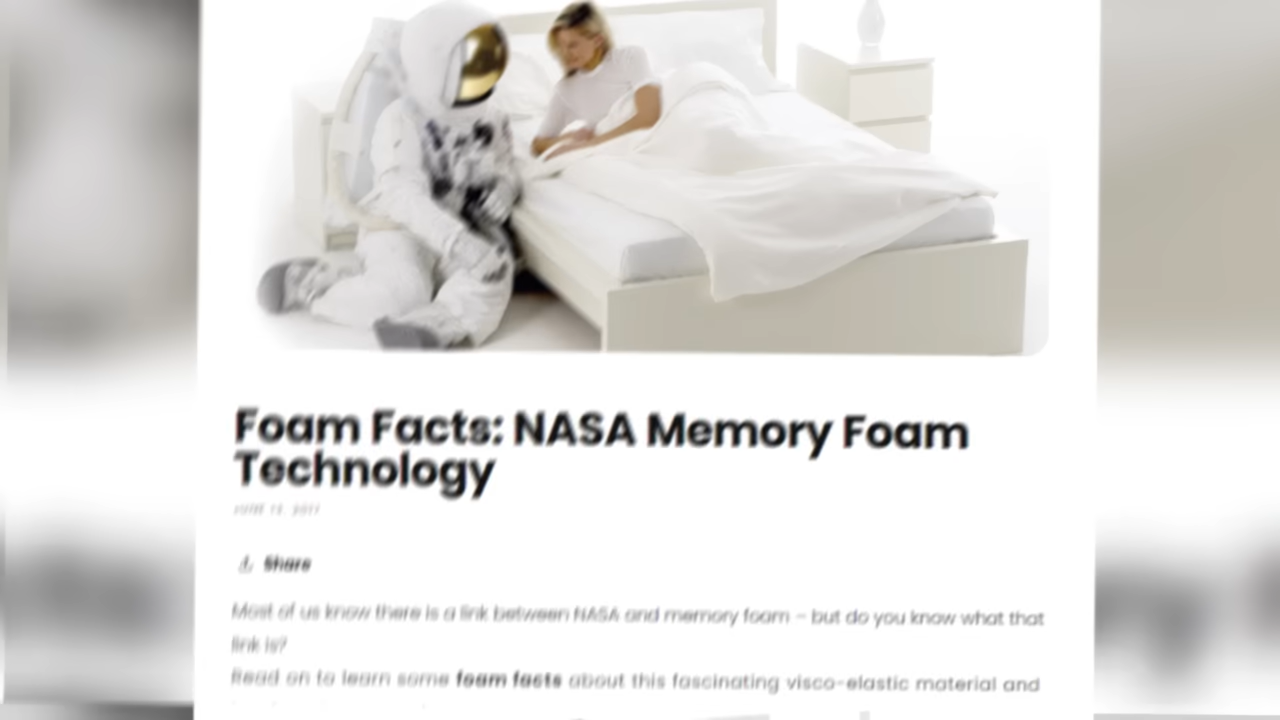 Foam Facts: NASA Memory Foam
Technology
Share
Most of us know there is a link between NASA and memory foam – but do you know what that
link is?
Read on to learn some foam facts about this fascinating visco-elastic material and